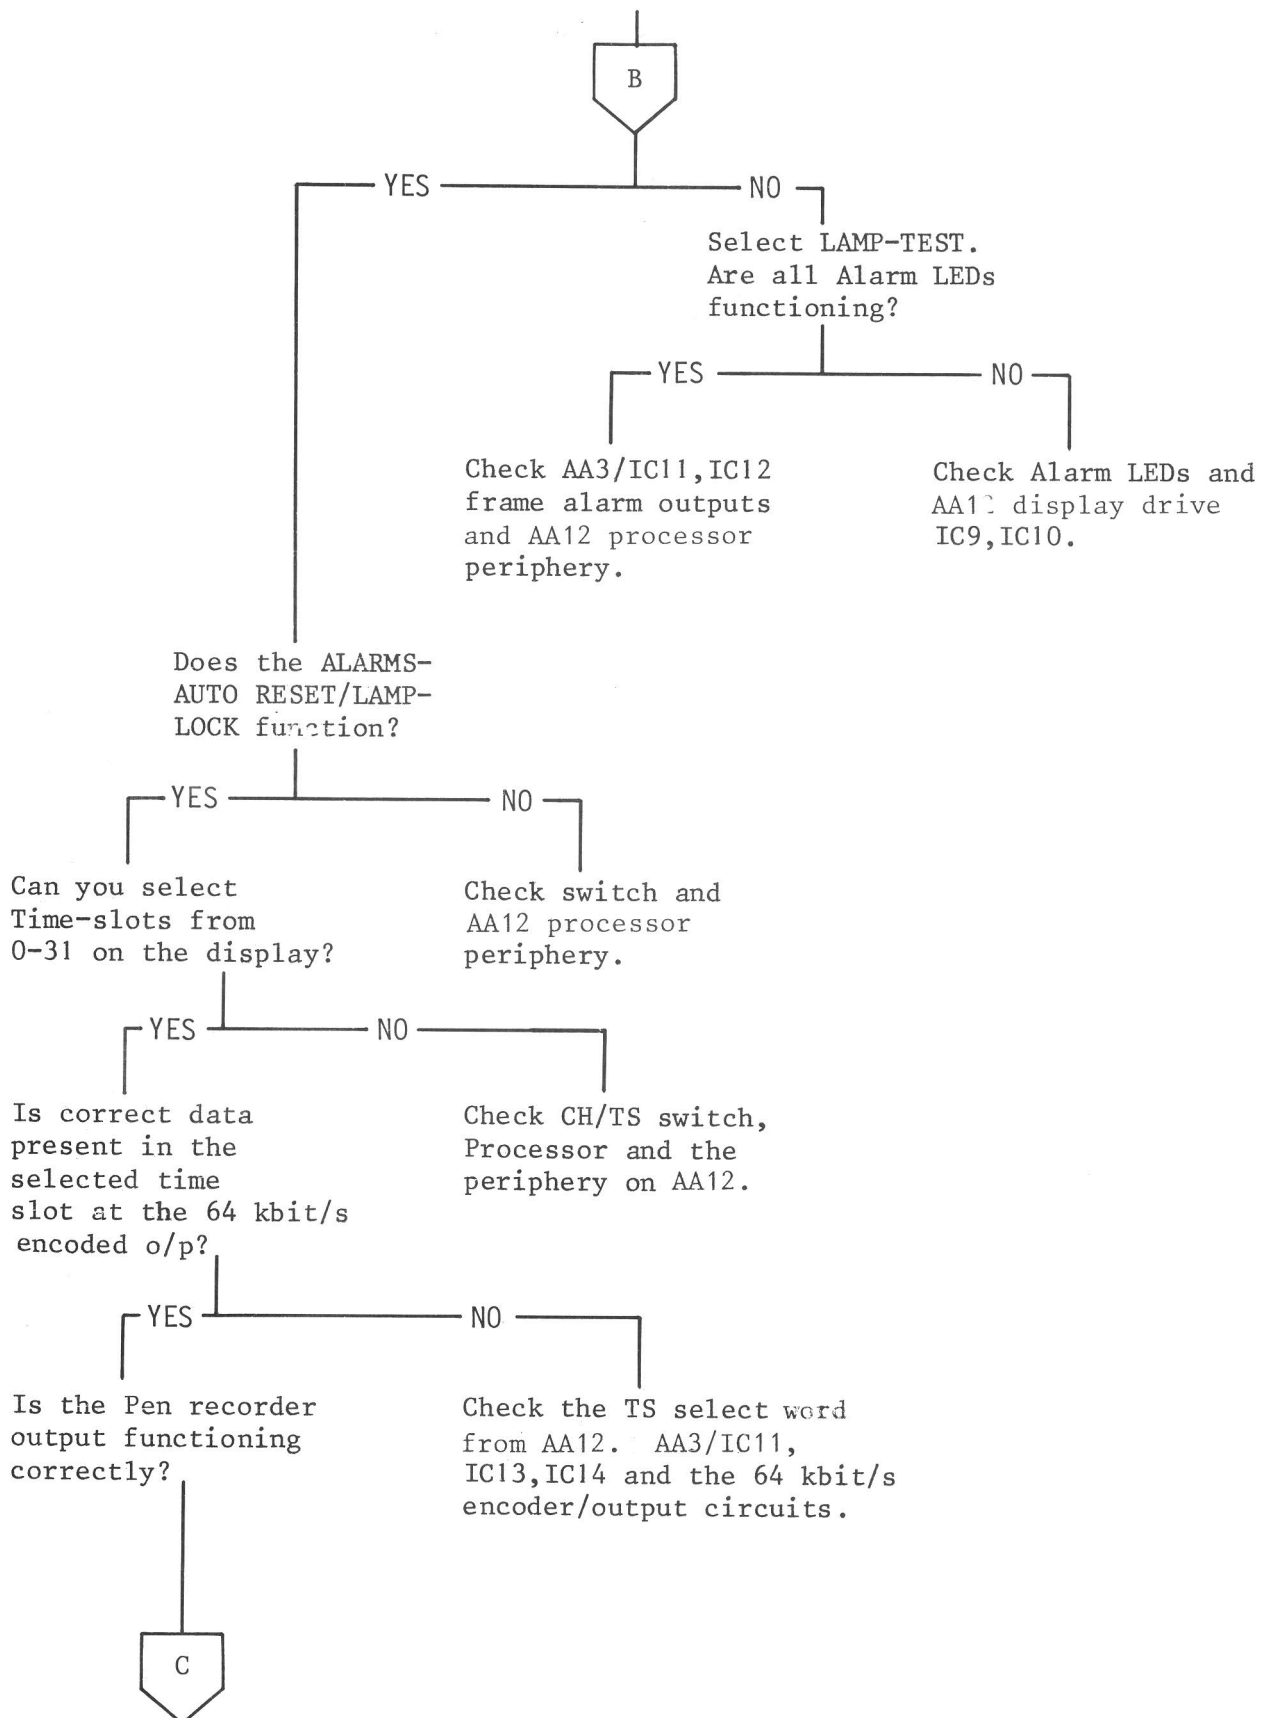 B
YES
NO
Select LAMP-TEST.
Are all Alarm LEDs
functioning?
YES
NO
Check AA3/IC11,IC12
frame alarm outputs
and AA12 processor
periphery.
Check Alarm LEDs and
display drive
IC9,IC10.
Does the ALARMS-
AUTO RESET/LAMP-
LOCK function?
YES
NO
Can you select
Time-slots from
0-31 on the display?
Check switch and
AA12 processor
periphery.
YES
NO
Is correct data
present in the
selected time
slot at the 64 kbit/s
encoded o/p?
Check CH/TS switch,
Processor and the
periphery on AA12.
YES
NO
Is the Pen recorder
output functioning
correctly?
Check the TS select word
from AA12. AA3/IC11,
IC13,IC14 and the 64 kbit/s
encoder/output circuits.
C